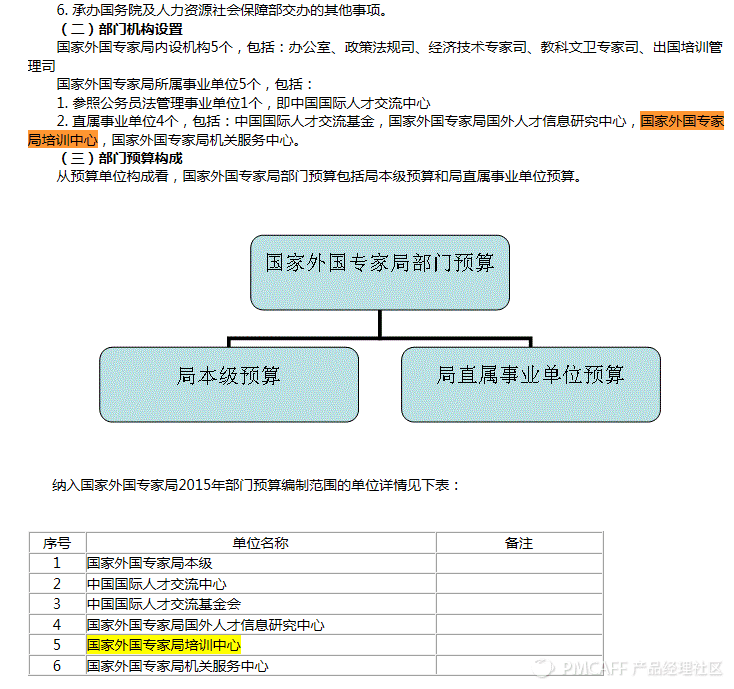 6. 承办国务院及人力资源社会保障部交办的其他事项。
（二）部门机构设置
国家外国专家局内设机构5个，包括：办公室、政策法规司、经济技术专家司、教科文卫专家司、出国培训管
理司
国家外国专家局所属事业单位5个，包括：
1. 参照公务员法管理事业单位1个，即中国国际人才交流中心
2. 直属事业单位4个，包括：中国国际人才交流基金，国家外国专家局国外人才信息研究中心，国家外国专家
局培训中心，国家外国专家局机关服务中心。
（三）部门预算构成
从预算单位构成看，国家外国专家局部门预算包括局本级预算和局直属事业单位预算。
国家外国专家局部门预算
局本级预算 局直属事业单位预算
纳入国家外国专家局2015年部门预算编制范围的单位详情见下表：
序号 单位名称 备注
1 国家外国专家局本级
2 中国国际人才交流中心
3 中国国际人才交流基金会
4 国家外国专家局国外人才信息研究中心
5 国家外国专家局培训中心
6 国家外国专家局机关服务中心
PMCAFF 产品经理社区